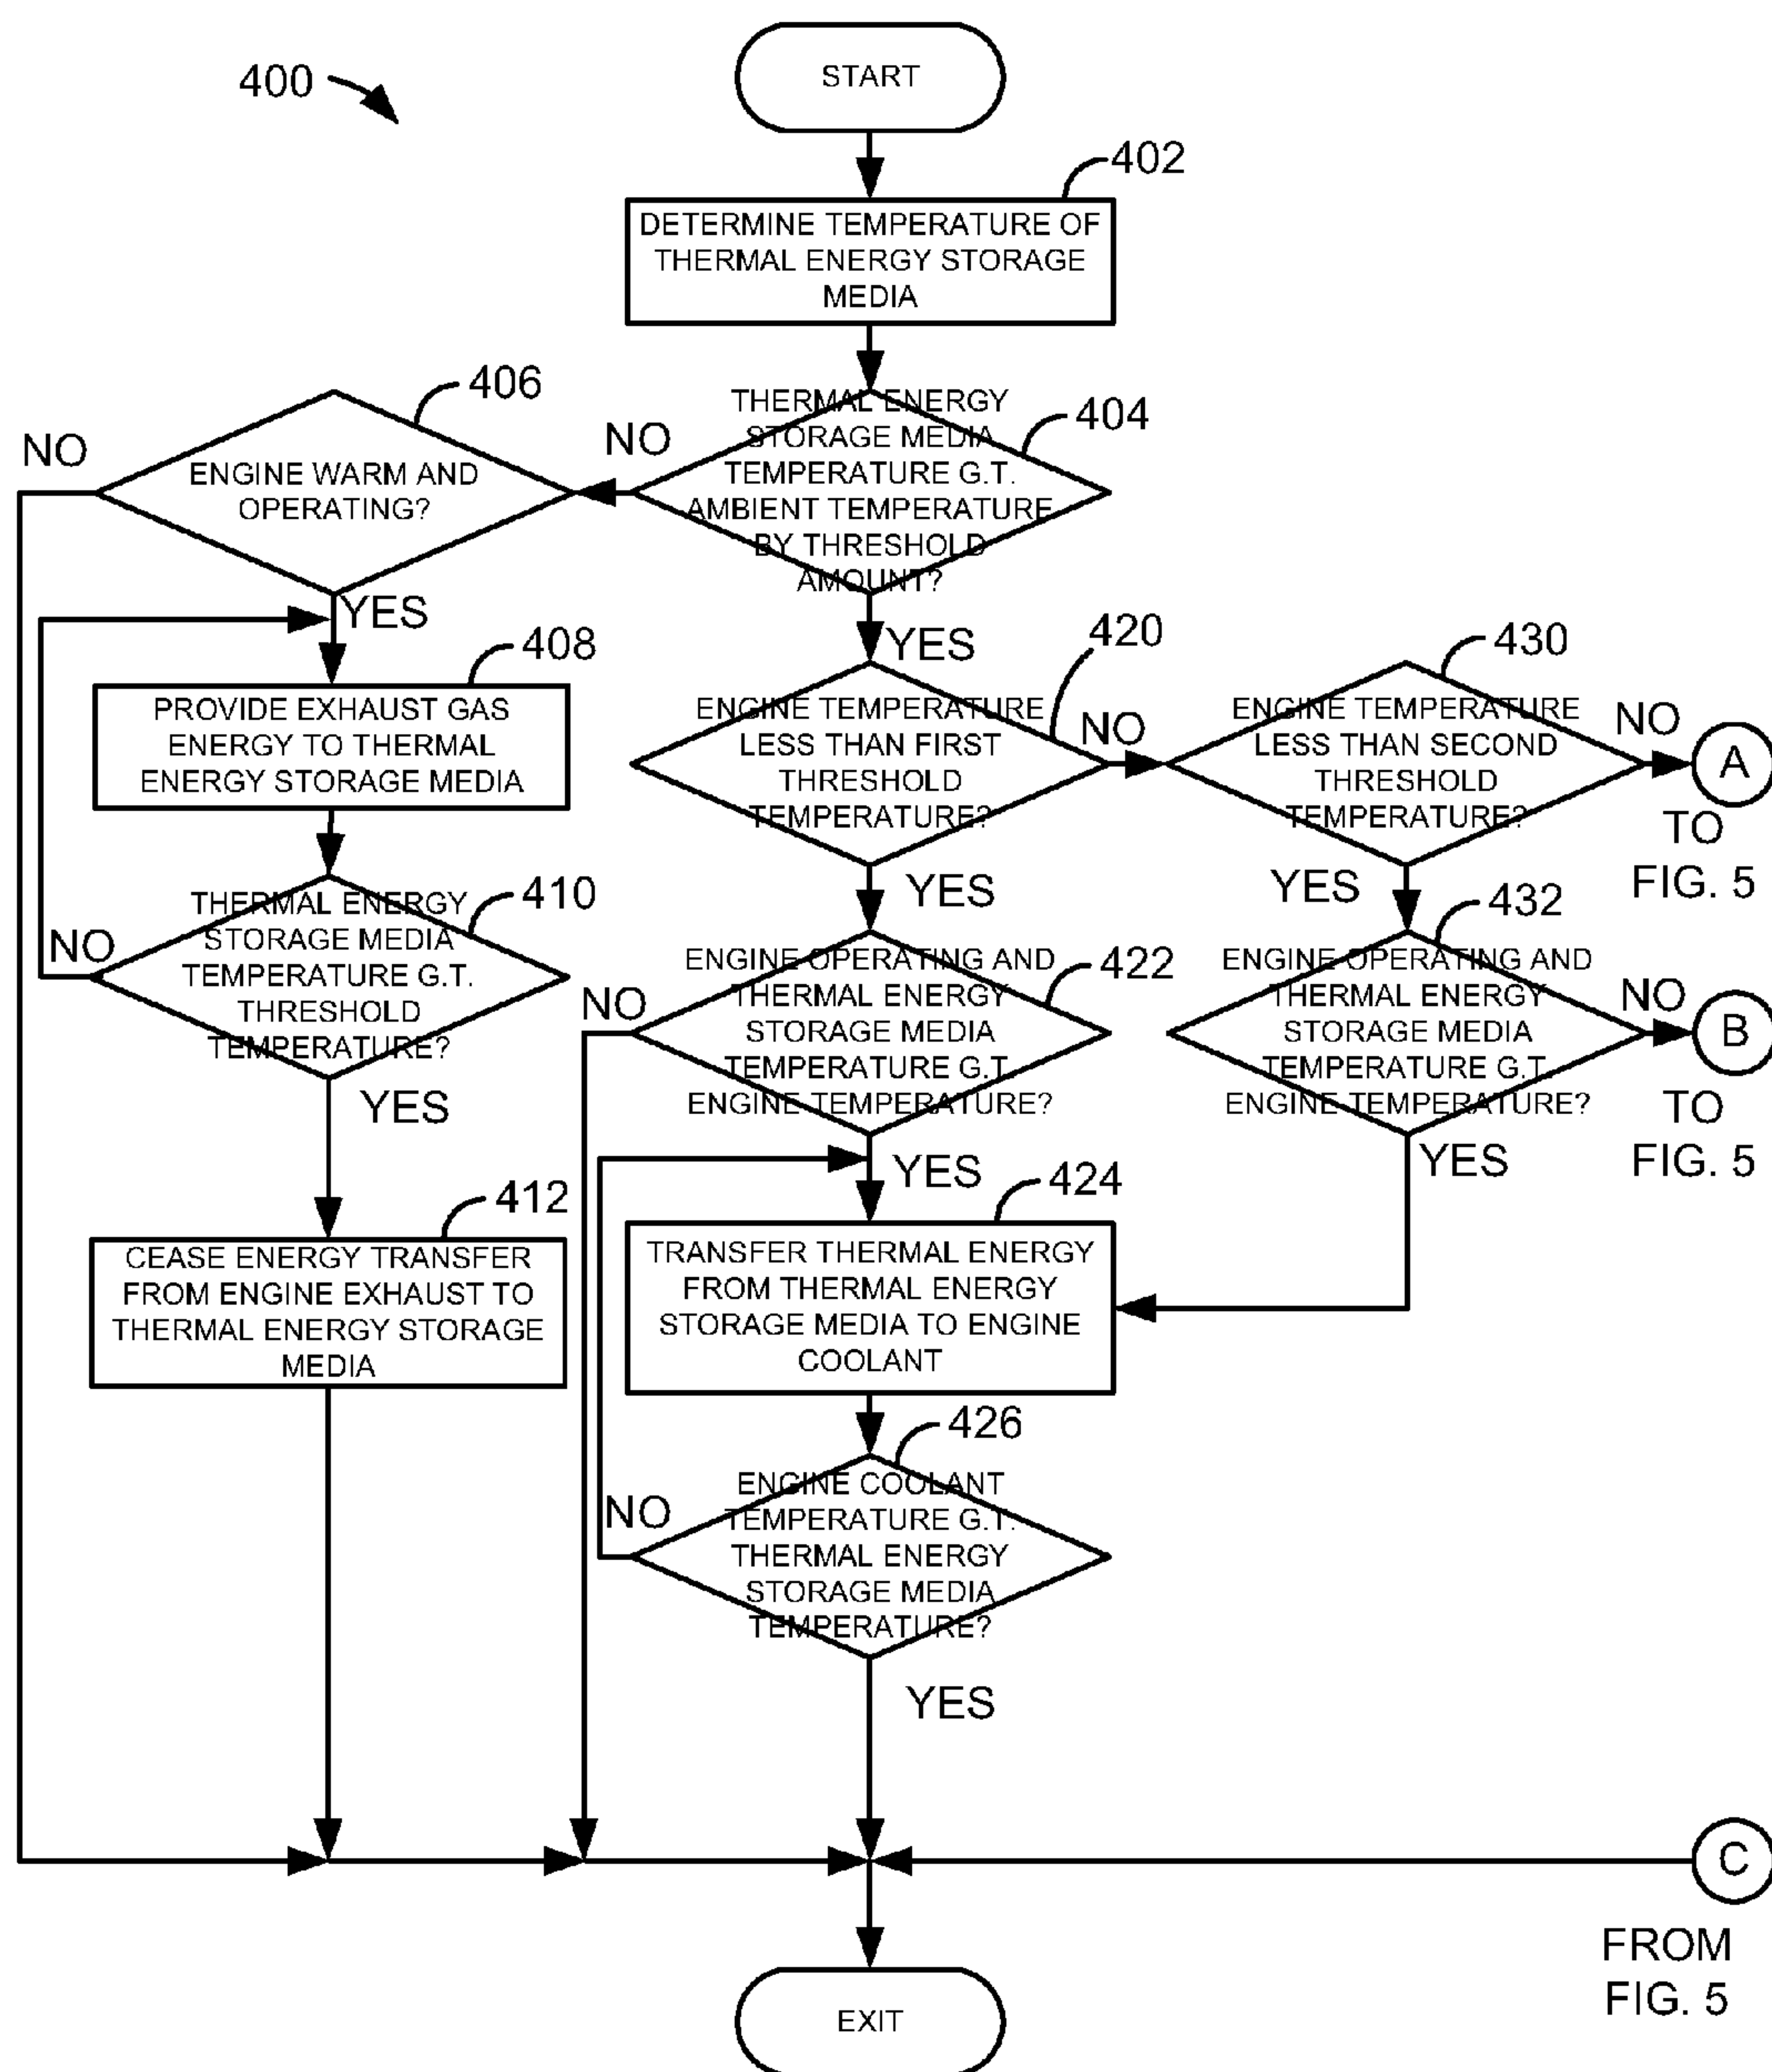 400
START
402
DETERMINE TEMPERATURE OF
THERMAL ENERGY STORAGE
MEDIA
404
THERMAL ENERGY
STORAGE MEDIA
TEMPERATURE G.T.
AMBIENT TEMPERATURE
BY THRESHOLD
AMOUNT?
NO
YES
406
ENGINE WARM AND
OPERATING?
NO
YES
408
PROVIDE EXHAUST GAS
ENERGY TO THERMAL
ENERGY STORAGE MEDIA
410
THERMAL ENERGY
STORAGE MEDIA
TEMPERATURE G.T.
THRESHOLD
TEMPERATURE?
NO
YES
412
CEASE ENERGY TRANSFER
FROM ENGINE EXHAUST TO
THERMAL ENERGY STORAGE
MEDIA
420
ENGINE TEMPERATURE
LESS THAN FIRST
THRESHOLD
TEMPERATURE?
NO
YES
422
ENGINE OPERATING AND
THERMAL ENERGY
STORAGE MEDIA
TEMPERATURE G.T.
ENGINE TEMPERATURE?
NO
YES
424
TRANSFER THERMAL ENERGY
FROM THERMAL ENERGY
STORAGE MEDIA TO ENGINE
COOLANT
426
ENGINE COOLANT
TEMPERATURE G.T.
THERMAL ENERGY
STORAGE MEDIA
TEMPERATURE?
NO
YES
430
ENGINE TEMPERATURE
LESS THAN SECOND
THRESHOLD
TEMPERATURE?
NO
A
TO
FIG. 5
YES
432
ENGINE OPERATING AND
THERMAL ENERGY
STORAGE MEDIA
TEMPERATURE G.T.
ENGINE TEMPERATURE?
NO
B
TO
FIG. 5
YES
C
FROM
FIG. 5
EXIT